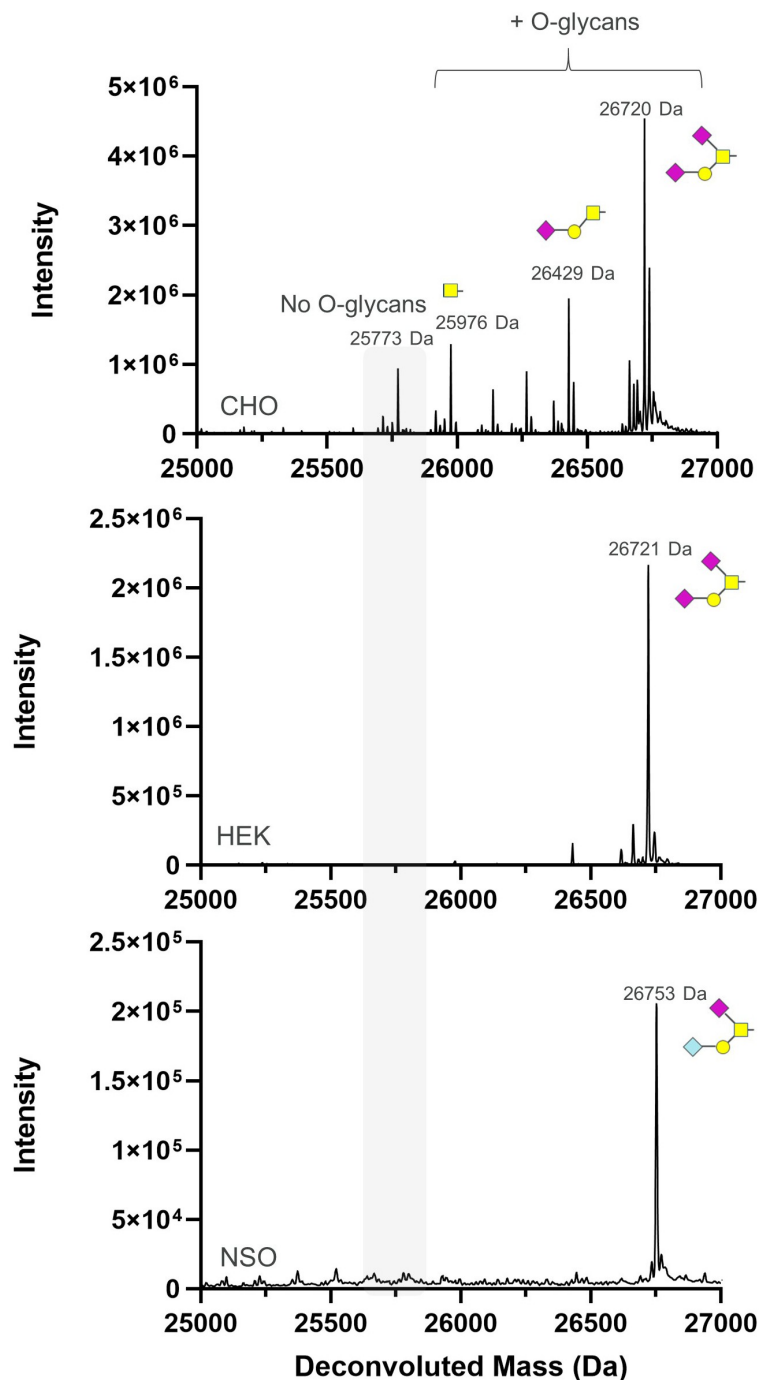 + O-glycans
5×10⁶
4×10⁶
3×10⁶
2×10⁶
1×10⁶
0
Intensity
26720 Da
26429 Da
No O-glycans
25773 Da
25976 Da
CHO
25000 25500 26000 26500 27000
2.5×10⁶
2×10⁶
1.5×10⁶
1×10⁶
5×10⁵
0
Intensity
26721 Da
HEK
25000 25500 26000 26500 27000
2.5×10⁵
2×10⁵
1.5×10⁵
1×10⁵
5×10⁴
0
Intensity
26753 Da
NSO
25000 25500 26000 26500 27000
Deconvoluted Mass (Da)